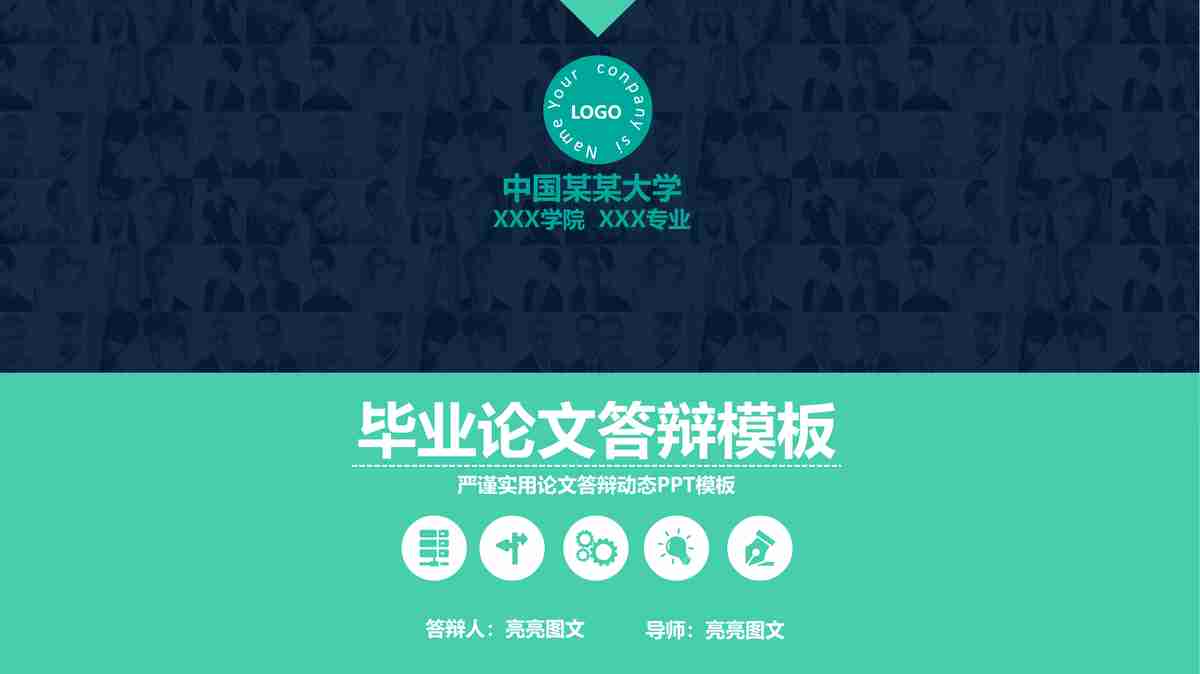 Your conpany si Name
LOGO
中国某某大学
XXX学院 XXX专业
毕业论文答辩模板
严谨实用论文答辩动态PPT模板
答辩人：亮亮图文 导师：亮亮图文